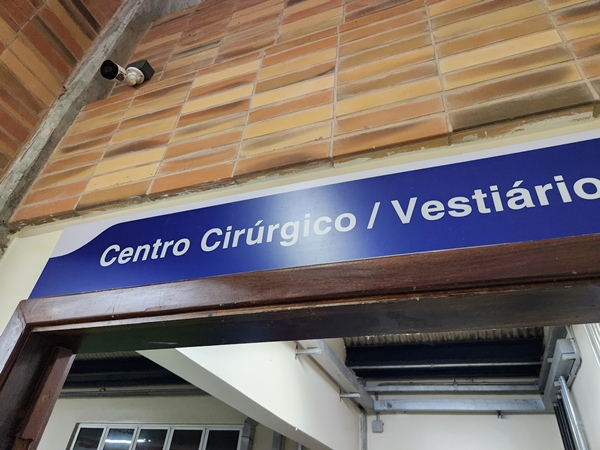 Centro Cirúrgico / Vestiário